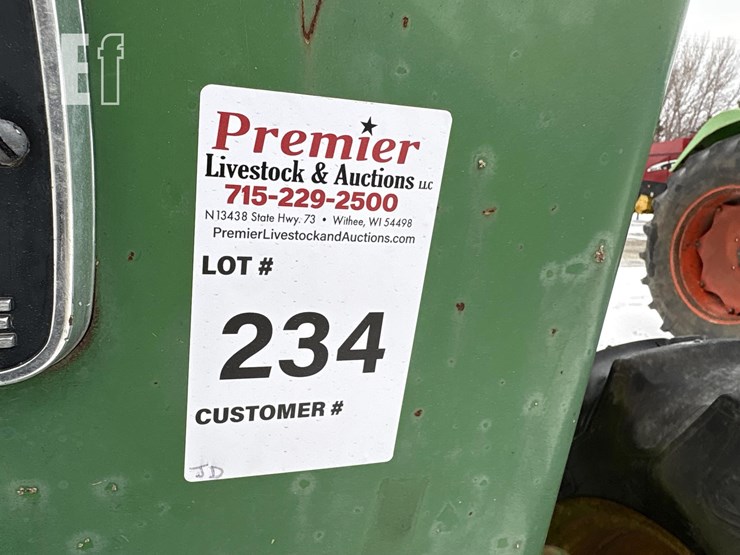 Ef
Premier
Livestock & Auctions LLC
715-229-2500
N13438 State Hwy. 73 • Withee, WI 54498
PremierLivestockandAuctions.com
LOT #
234
CUSTOMER #
JD